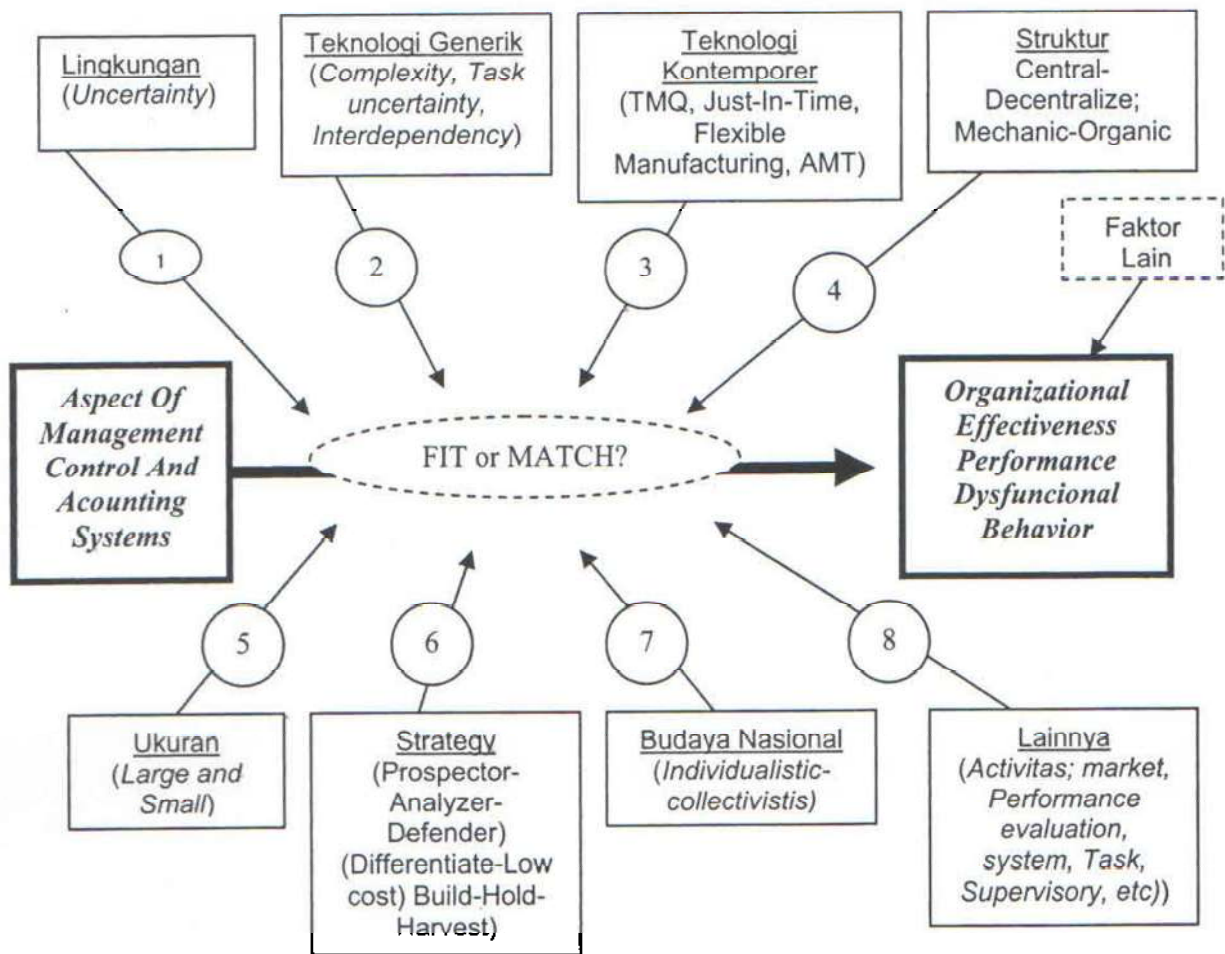 Lingkungan
(Uncertainty)
Teknologi Generik
(Complexity, Task
uncertainty,
Interdependency)
Teknologi
Kontemporer
(TMQ, Just-In-Time,
Flexible
Manufacturing, AMT)
Struktur
Central-
Decentralize;
Mechanic-Organic
Faktor
Lain
1
2
3
4
Aspect Of
Management
Control And
Acounting
Systems
FIT or MATCH?
Organizational
Effectiveness
Performance
Dysfuncional
Behavior
5
6
7
8
Ukuran
(Large and
Small)
Strategy
(Prospector-
Analyzer-
Defender)
(Differentiate-Low
cost) Build-Hold-
Harvest)
Budaya Nasional
(Individualistic-
collectivistis)
Lainnya
(Activitas; market,
Performance
evaluation,
system, Task,
Supervisory, etc))